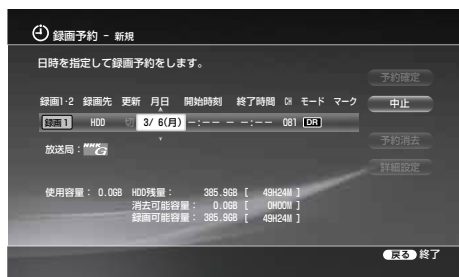 録画予約 - 新規
日時を指定して録画予約をします。
予約確定
録画1･2 録画先 更新 月日 開始時刻 終了時間 CH モード マーク
中止
録画1 HDD 切 3/ 6(月) -:-- -:-- 081 DR
放送局: NHK G
予約消去
詳細設定
使用容量: 0.0GB HDD残量: 385.9GB [ 49H24M ]
消去可能容量: 0.0GB [ 0H00M ]
録画可能容量: 385.9GB [ 49H24M ]
戻る 終了